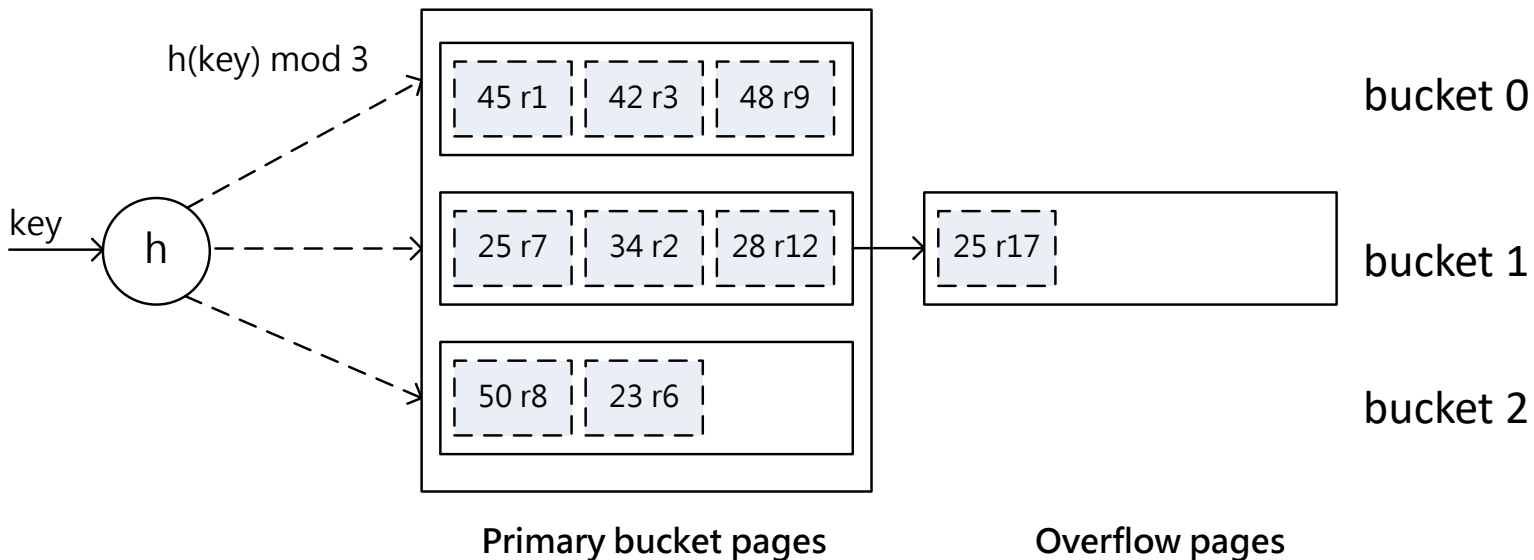 h(key) mod 3
45 r1 42 r3 48 r9
bucket 0
key
h
25 r7 34 r2 28 r12
25 r17
bucket 1
50 r8 23 r6
bucket 2
Primary bucket pages
Overflow pages